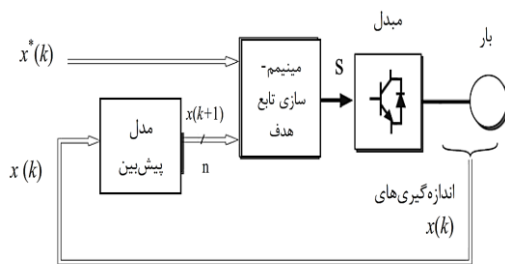 x*(k)
مینیمم-
سازی تابع
هدف
S
مبدل
بار
x(k+1)
n
مدل
پیش‌بین
x (k)
اندازه‌گیری‌های
x(k)